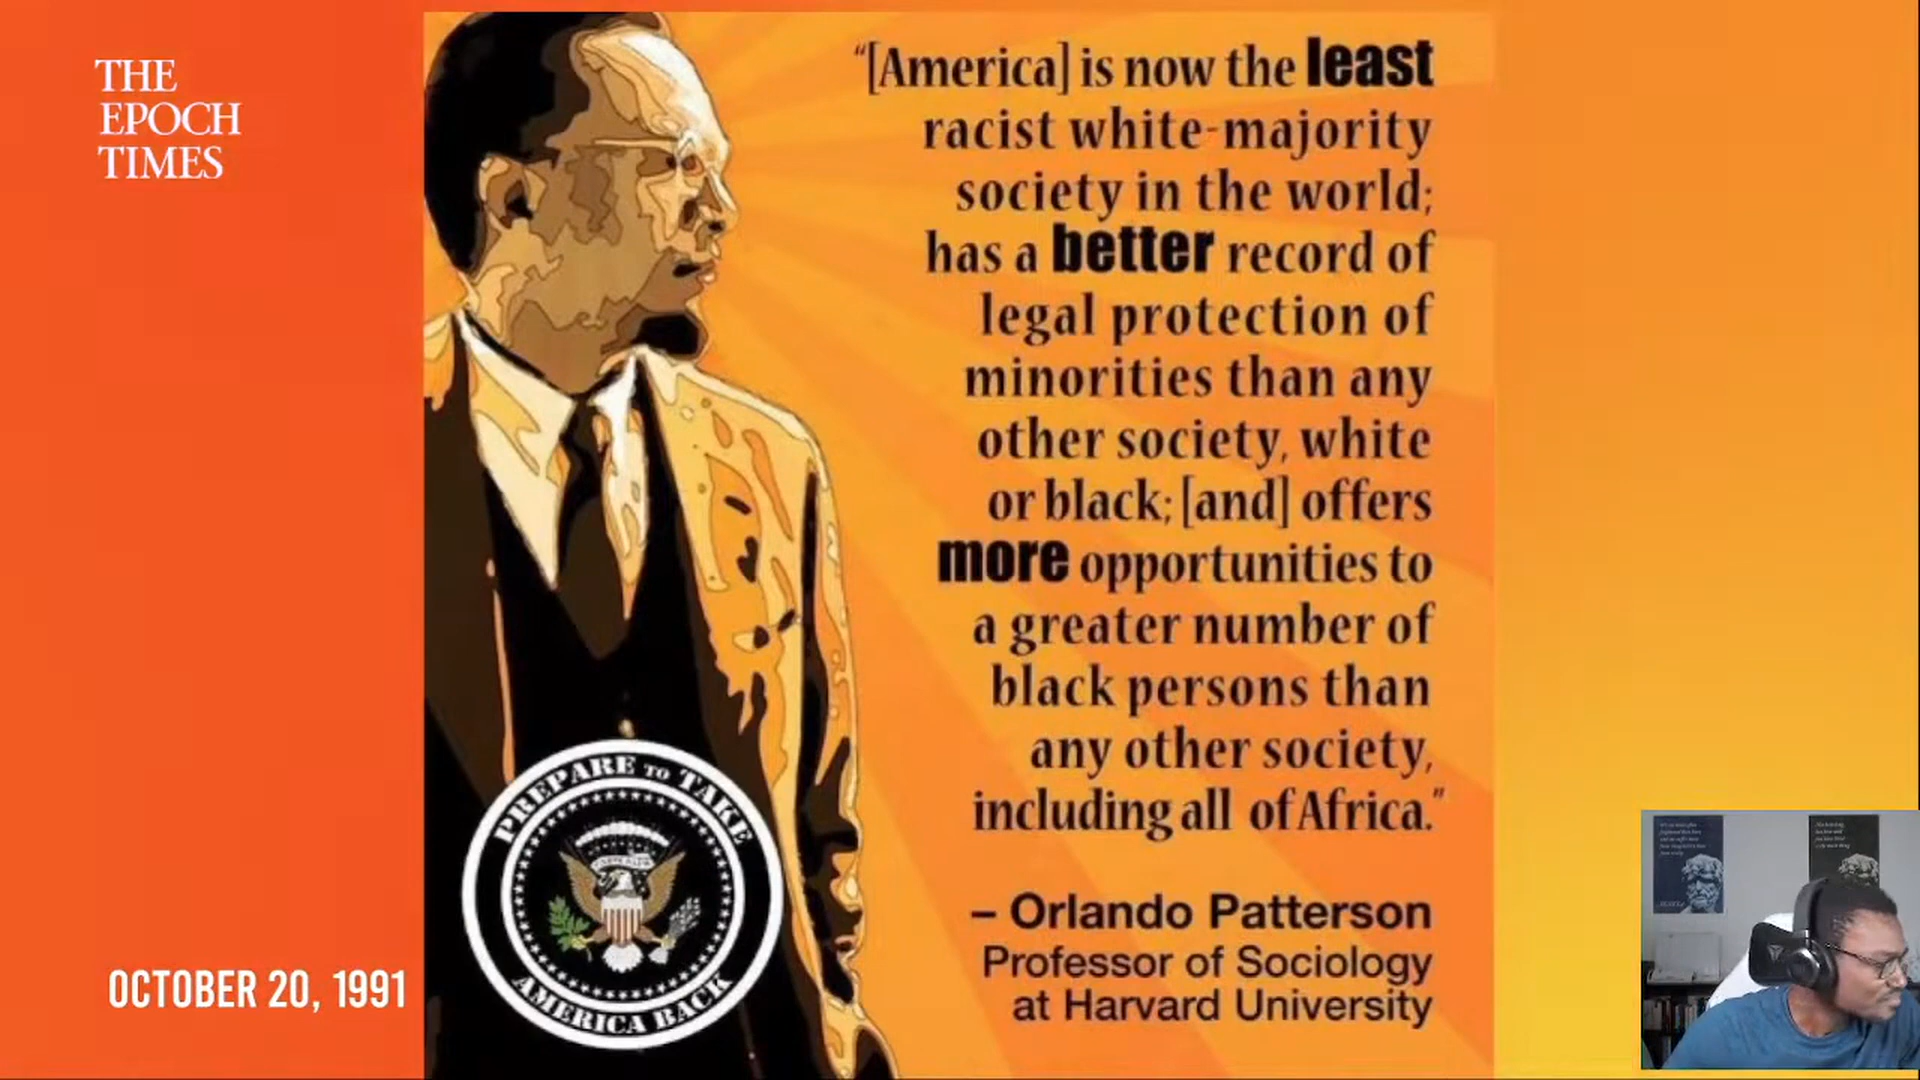 THE
EPOCH
TIMES
“[America] is now the least
racist white-majority
society in the world;
has a better record of
legal protection of
minorities than any
other society, white
or black; [and] offers
more opportunities to
a greater number of
black persons than
any other society,
including all of Africa.”
– Orlando Patterson
Professor of Sociology
at Harvard University
PREPARE TO TAKE
AMERICA BACK
OCTOBER 20, 1991